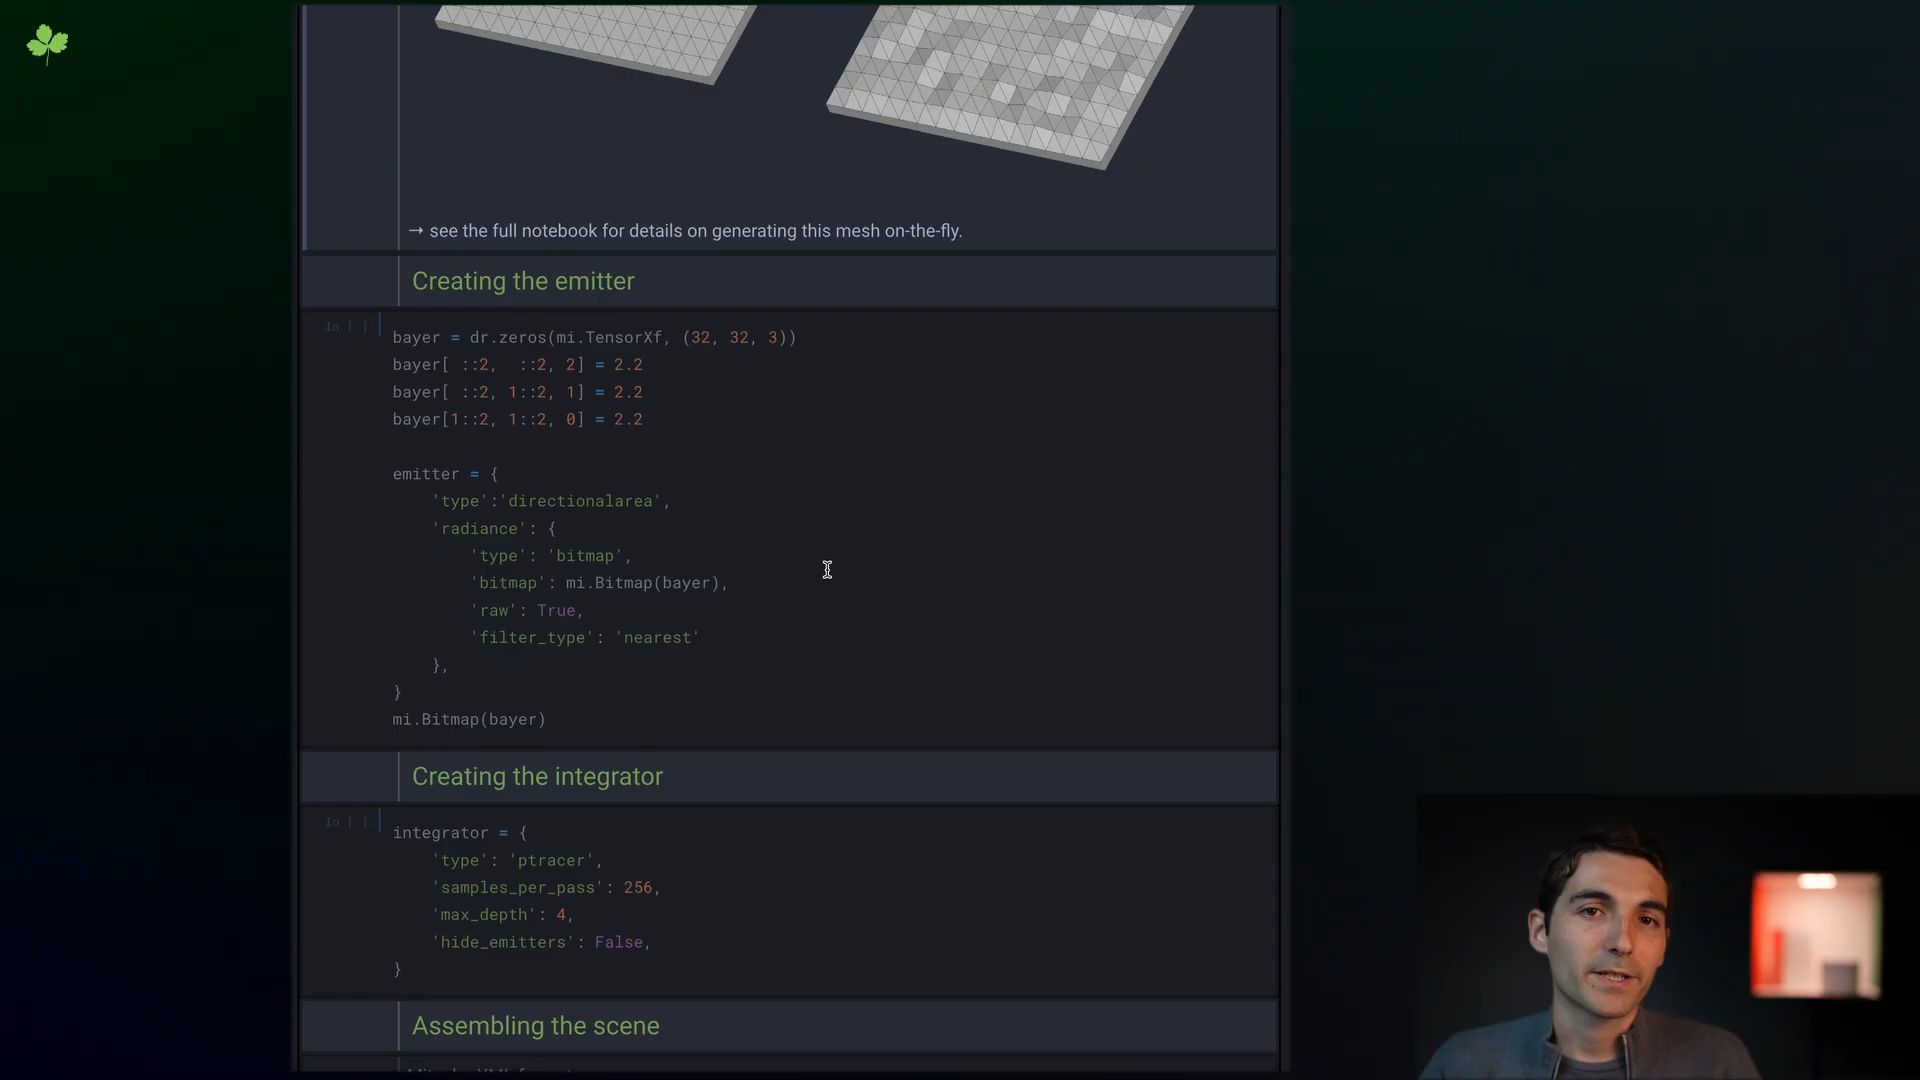 → see the full notebook for details on generating this mesh on-the-fly.
Creating the emitter
In [ ]:
bayer = dr.zeros(mi.TensorXf, (32, 32, 3))
bayer[ ::2,  ::2, 2] = 2.2
bayer[ ::2, 1::2, 1] = 2.2
bayer[1::2, 1::2, 0] = 2.2
emitter = {
    'type':'directionalarea',
    'radiance': {
        'type': 'bitmap',
        'bitmap': mi.Bitmap(bayer),
        'raw': True,
        'filter_type': 'nearest'
    },
}
mi.Bitmap(bayer)
Creating the integrator
In [ ]:
integrator = {
    'type': 'ptracer',
    'samples_per_pass': 256,
    'max_depth': 4,
    'hide_emitters': False,
}
Assembling the scene